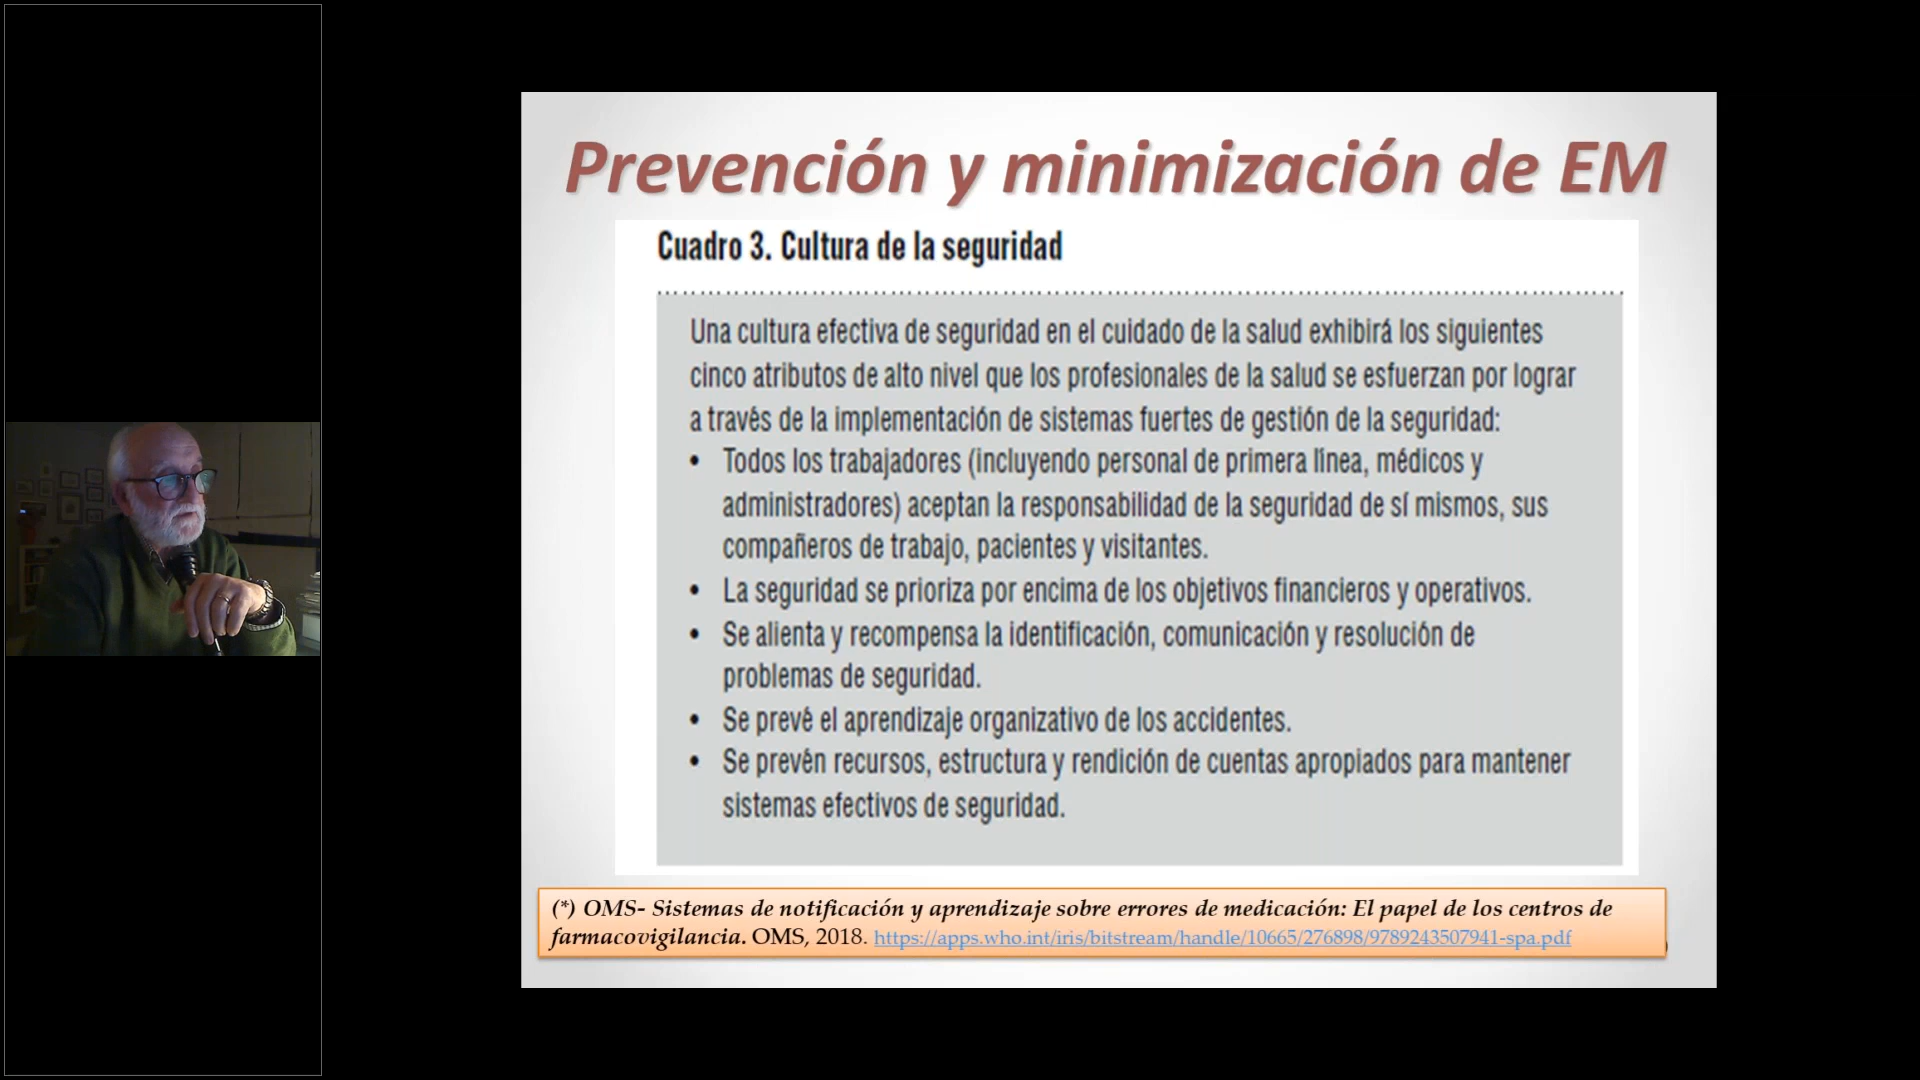 Prevención y minimización de EM
Cuadro 3. Cultura de la seguridad
Una cultura efectiva de seguridad en el cuidado de la salud exhibirá los siguientes
cinco atributos de alto nivel que los profesionales de la salud se esfuerzan por lograr
a través de la implementación de sistemas fuertes de gestión de la seguridad:
• Todos los trabajadores (incluyendo personal de primera línea, médicos y
administradores) aceptan la responsabilidad de la seguridad de sí mismos, sus
compañeros de trabajo, pacientes y visitantes.
• La seguridad se prioriza por encima de los objetivos financieros y operativos.
• Se alienta y recompensa la identificación, comunicación y resolución de
problemas de seguridad.
• Se prevé el aprendizaje organizativo de los accidentes.
• Se prevén recursos, estructura y rendición de cuentas apropiados para mantener
sistemas efectivos de seguridad.
(*) OMS- Sistemas de notificación y aprendizaje sobre errores de medicación: El papel de los centros de
farmacovigilancia. OMS, 2018. https://apps.who.int/iris/bitstream/handle/10665/276898/9789243507941-spa.pdf